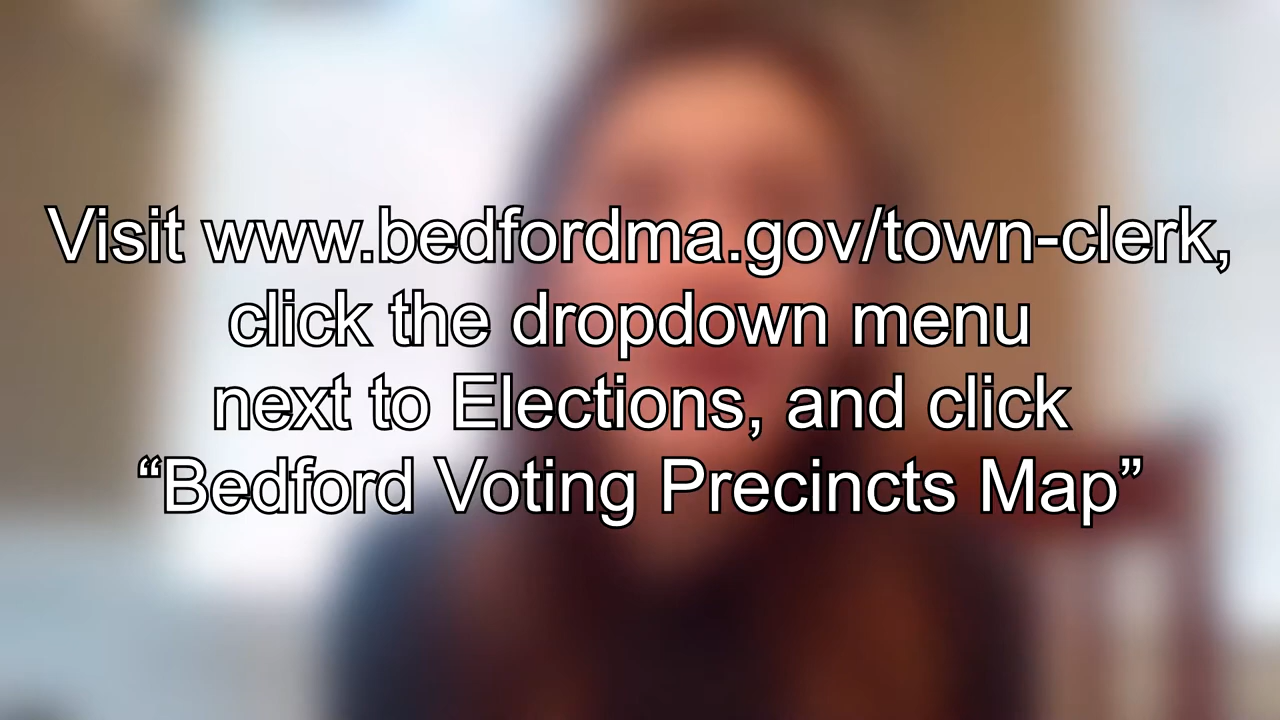 Visit www.bedfordma.gov/town-clerk,
click the dropdown menu
next to Elections, and click
“Bedford Voting Precincts Map”